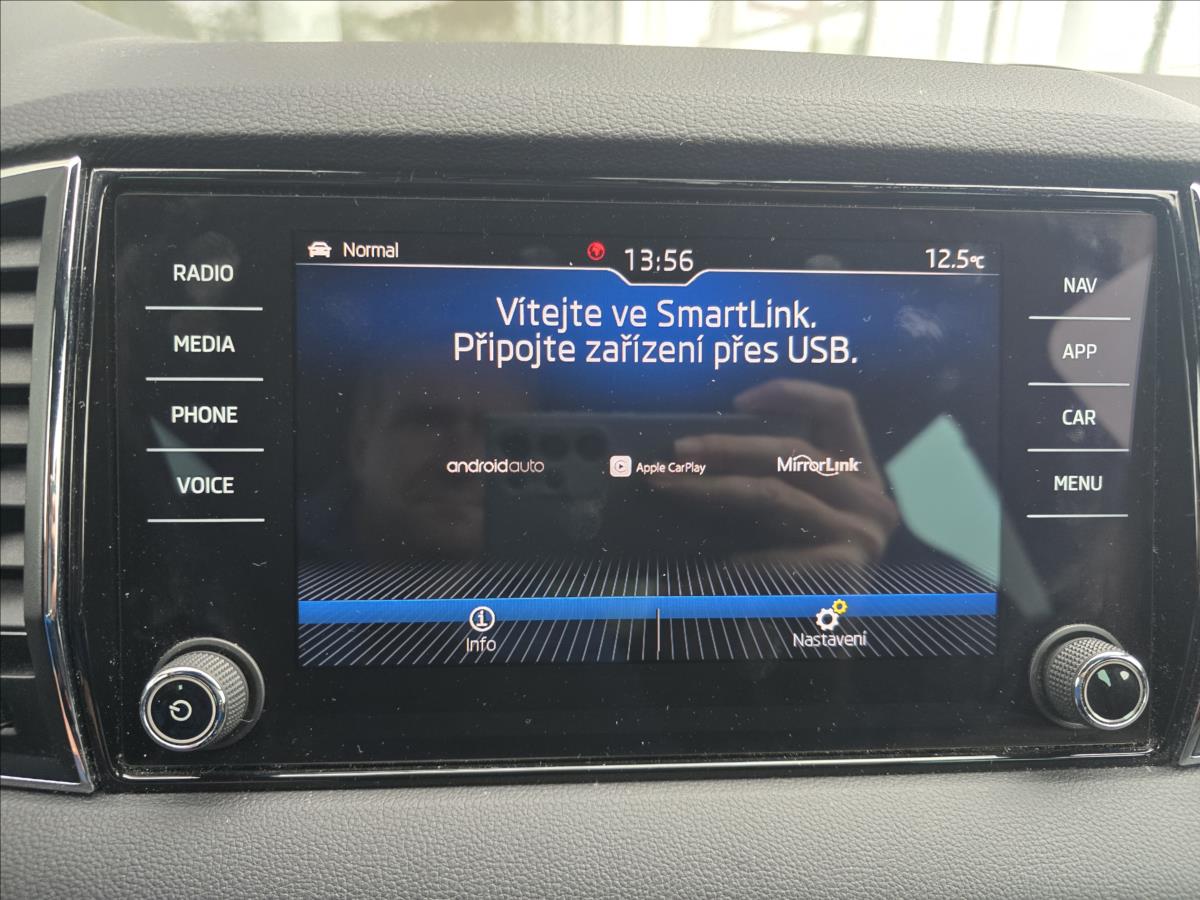 Normal
13:56
12.5°C
Vítejte ve SmartLink.
Připojte zařízení přes USB.
androidauto
Apple CarPlay
MirrorLink
Info
Nastavení
RADIO
MEDIA
PHONE
VOICE
NAV
APP
CAR
MENU